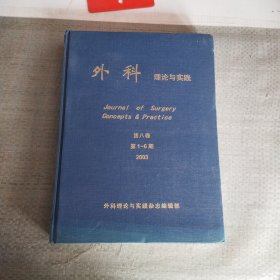 外科 理论与实践
Journal of Surgery
Concepts & Practice
第八卷
第1-6期
2003
外科理论与实践杂志编辑部